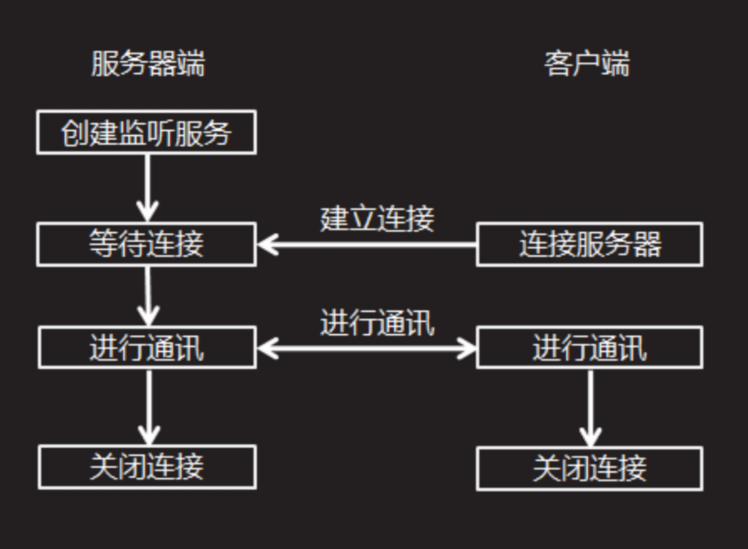 服务器端
客户端
创建监听服务
建立连接
等待连接
连接服务器
进行通讯
进行通讯
进行通讯
关闭连接
关闭连接